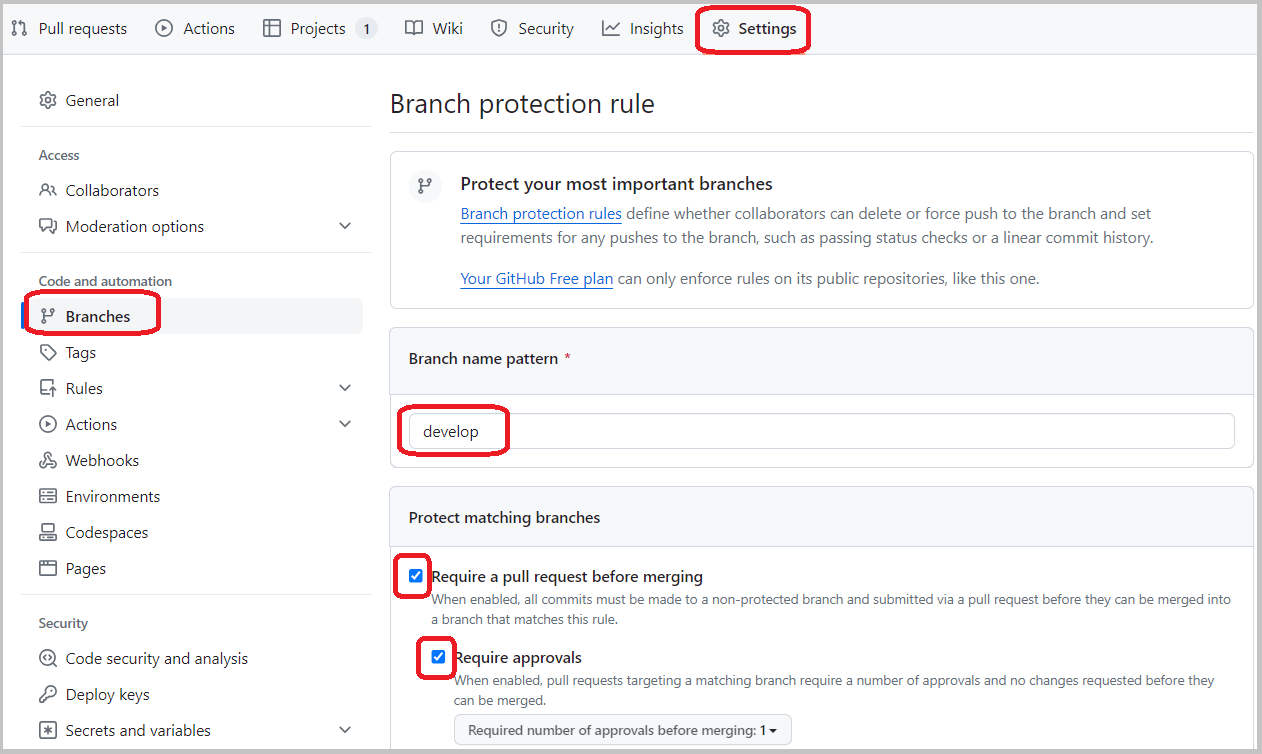 Pull requests Actions Projects 1 Wiki Security Insights Settings
General
Access
Collaborators
Moderation options
Code and automation
Branches
Tags
Rules
Actions
Webhooks
Environments
Codespaces
Pages
Security
Code security and analysis
Deploy keys
Secrets and variables
Branch protection rule
Protect your most important branches
Branch protection rules define whether collaborators can delete or force push to the branch and set
requirements for any pushes to the branch, such as passing status checks or a linear commit history.
Your GitHub Free plan can only enforce rules on its public repositories, like this one.
Branch name pattern *
develop
Protect matching branches
Require a pull request before merging
When enabled, all commits must be made to a non-protected branch and submitted via a pull request before they can be merged into
a branch that matches this rule.
Require approvals
When enabled, pull requests targeting a matching branch require a number of approvals and no changes requested before they
can be merged.
Required number of approvals before merging: 1